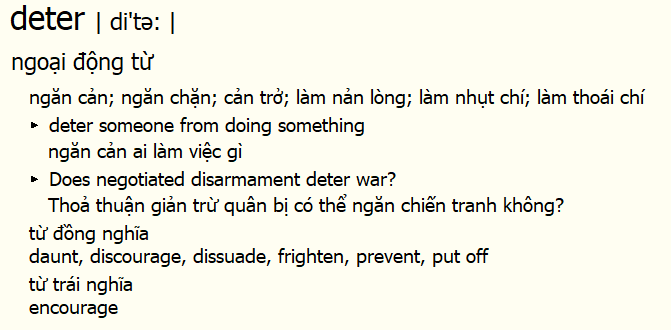 deter | di'tə: |
ngoại động từ
ngăn cản; ngăn chặn; cản trở; làm nản lòng; làm nhụt chí; làm thoái chí
deter someone from doing something
ngăn cản ai làm việc gì
Does negotiated disarmament deter war?
Thoả thuận giản trừ quân bị có thể ngăn chiến tranh không?
từ đồng nghĩa
daunt, discourage, dissuade, frighten, prevent, put off
từ trái nghĩa
encourage